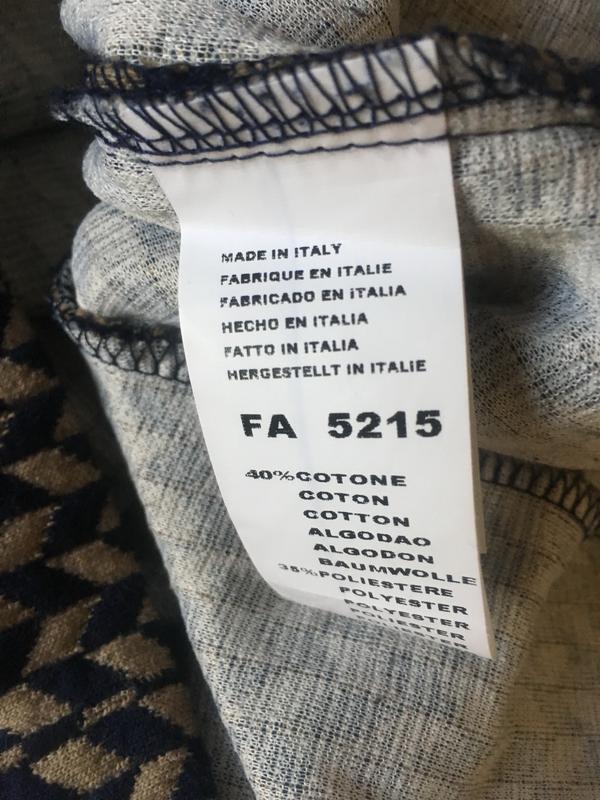 MADE IN ITALY
FABRIQUE EN ITALIE
FABRICADO EN ITALIA
HECHO EN ITALIA
FATTO IN ITALIA
HERGESTELLT IN ITALIE
FA 5215
40%COTONE
COTON
COTTON
ALGODAO
ALGODON
BAUMWOLLE
35%POLIESTERE
POLYESTER
POLYESTER
POLIESTER